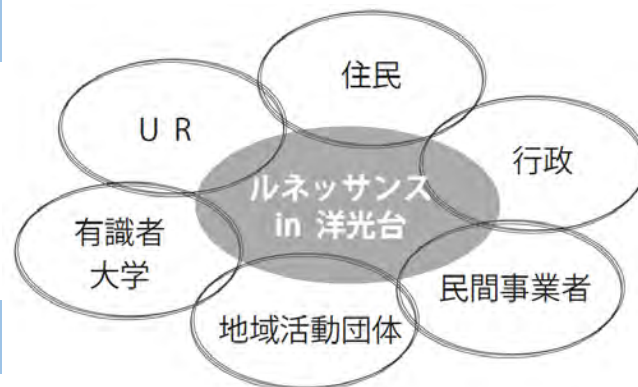 住民
U R
行政
ルネッサンス
in 洋光台
有識者
大学
民間事業者
地域活動団体